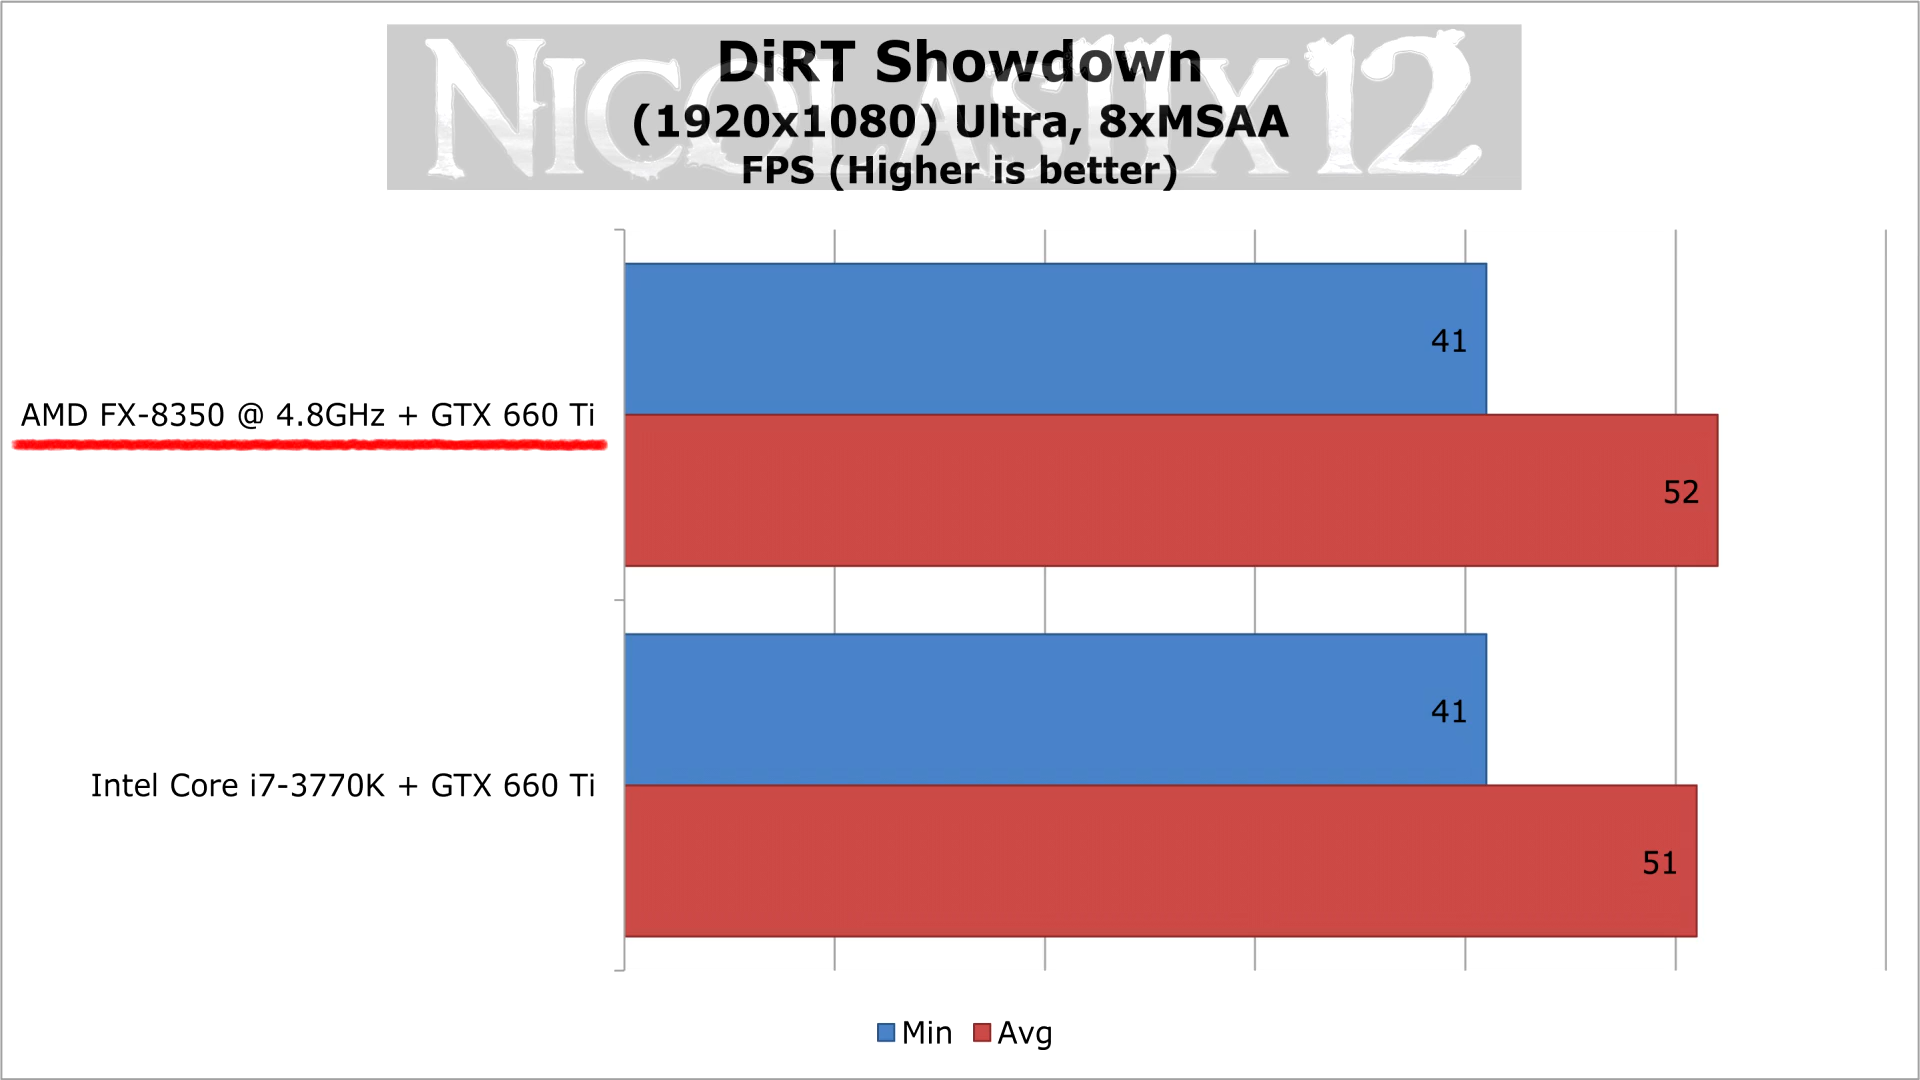 Nicolas11x12
DiRT Showdown
(1920x1080) Ultra, 8xMSAA
FPS (Higher is better)
41
AMD FX-8350 @ 4.8GHz + GTX 660 Ti
52
41
Intel Core i7-3770K + GTX 660 Ti
51
Min Avg